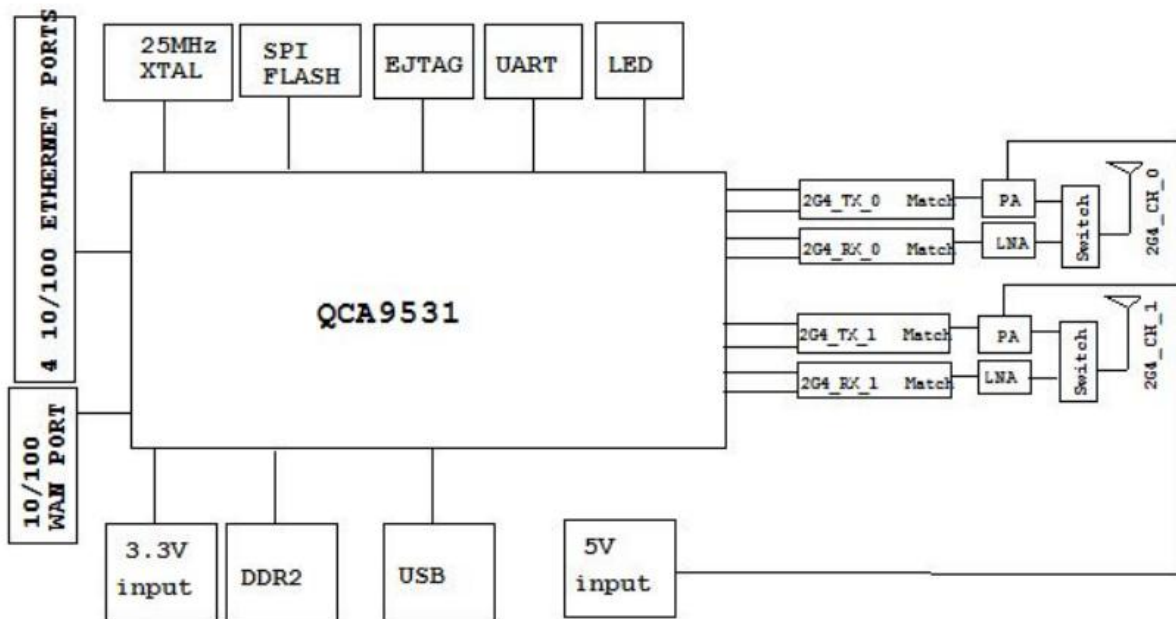 4 10/100 ETHERNET PORTS
10/100
WAN PORT
25MHz
XTAL
SPI
FLASH
EJTAG
UART
LED
QCA9531
2G4_TX_0 Match
PA
2G4_RX_0 Match
LNA
Switch
2G4_CH_0
2G4_TX_1 Match
PA
2G4_RX_1 Match
LNA
Switch
2G4_CH_1
3.3V
input
DDR2
USB
5V
input